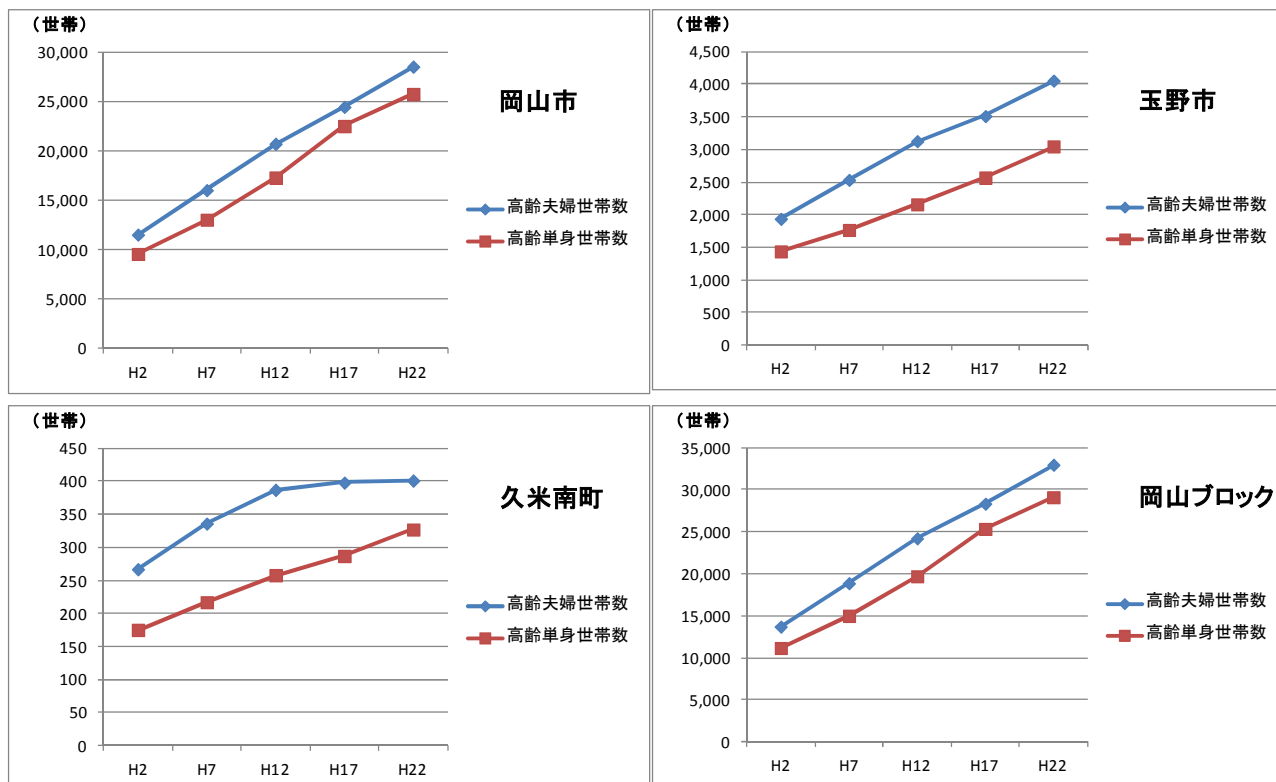 （世帯）
30,000
25,000
20,000
15,000
10,000
5,000
0
H2 H7 H12 H17 H22
岡山市
高齢夫婦世帯数
高齢単身世帯数
（世帯）
4,500
4,000
3,500
3,000
2,500
2,000
1,500
1,000
500
0
H2 H7 H12 H17 H22
玉野市
高齢夫婦世帯数
高齢単身世帯数
（世帯）
450
400
350
300
250
200
150
100
50
0
H2 H7 H12 H17 H22
久米南町
高齢夫婦世帯数
高齢単身世帯数
（世帯）
35,000
30,000
25,000
20,000
15,000
10,000
5,000
0
H2 H7 H12 H17 H22
岡山ブロック
高齢夫婦世帯数
高齢単身世帯数